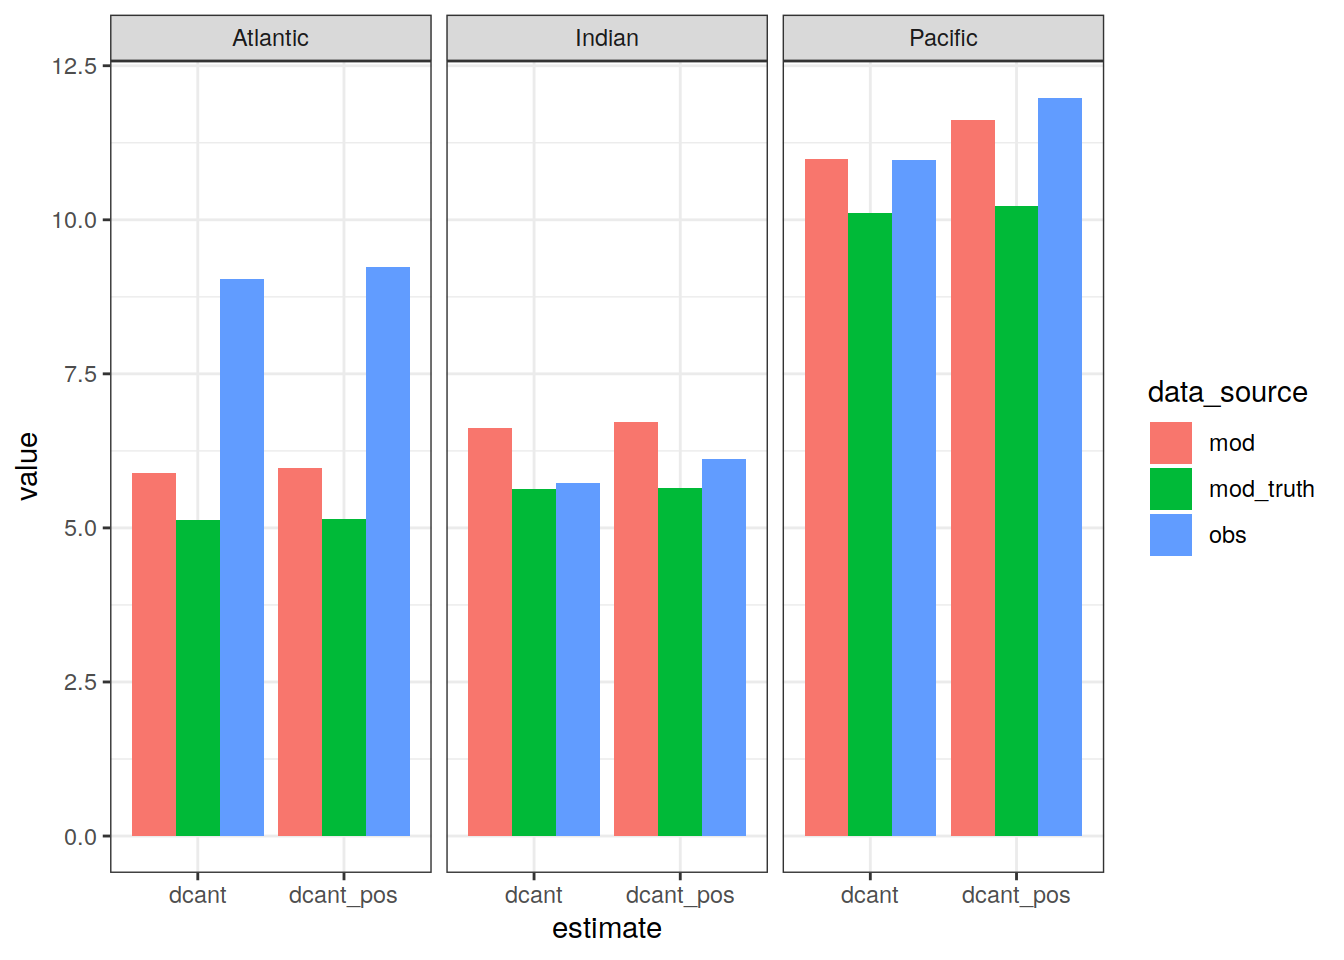 Atlantic Indian Pacific
12.5
10.0
7.5
5.0
2.5
0.0
value
dcant dcant_pos dcant dcant_pos dcant dcant_pos
estimate
data_source
mod
mod_truth
obs